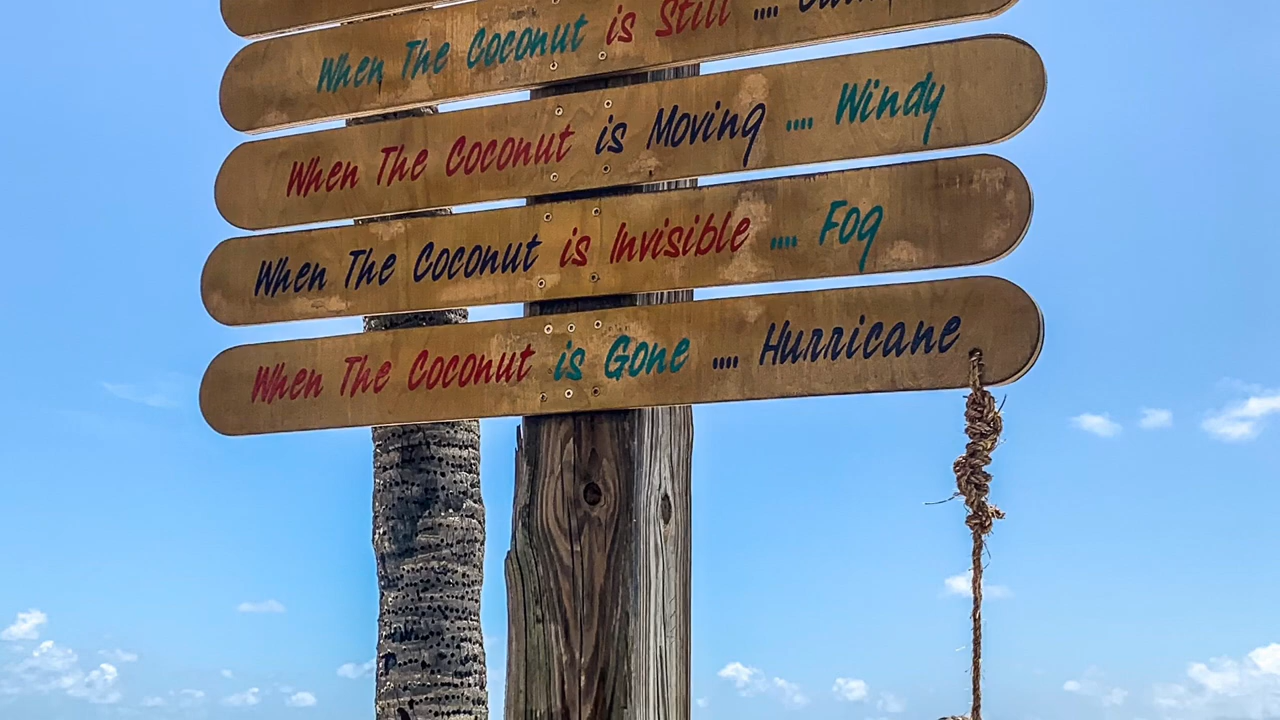 When The Coconut is Still ....
When The Coconut is Moving .... Windy
When The Coconut is Invisible .... Fog
When The Coconut is Gone .... Hurricane